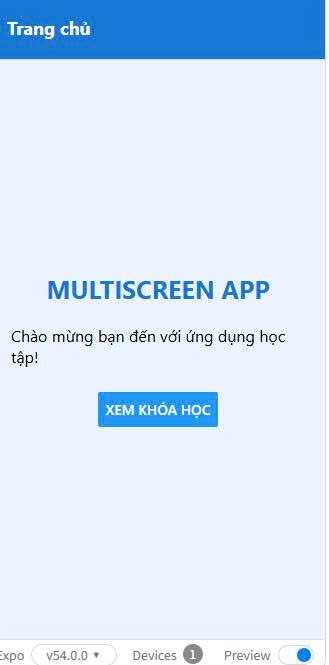 Trang chủ
MULTISCREEN APP
Chào mừng bạn đến với ứng dụng học
tập!
XEM KHÓA HỌC
Expo v54.0.0 Devices 1 Preview